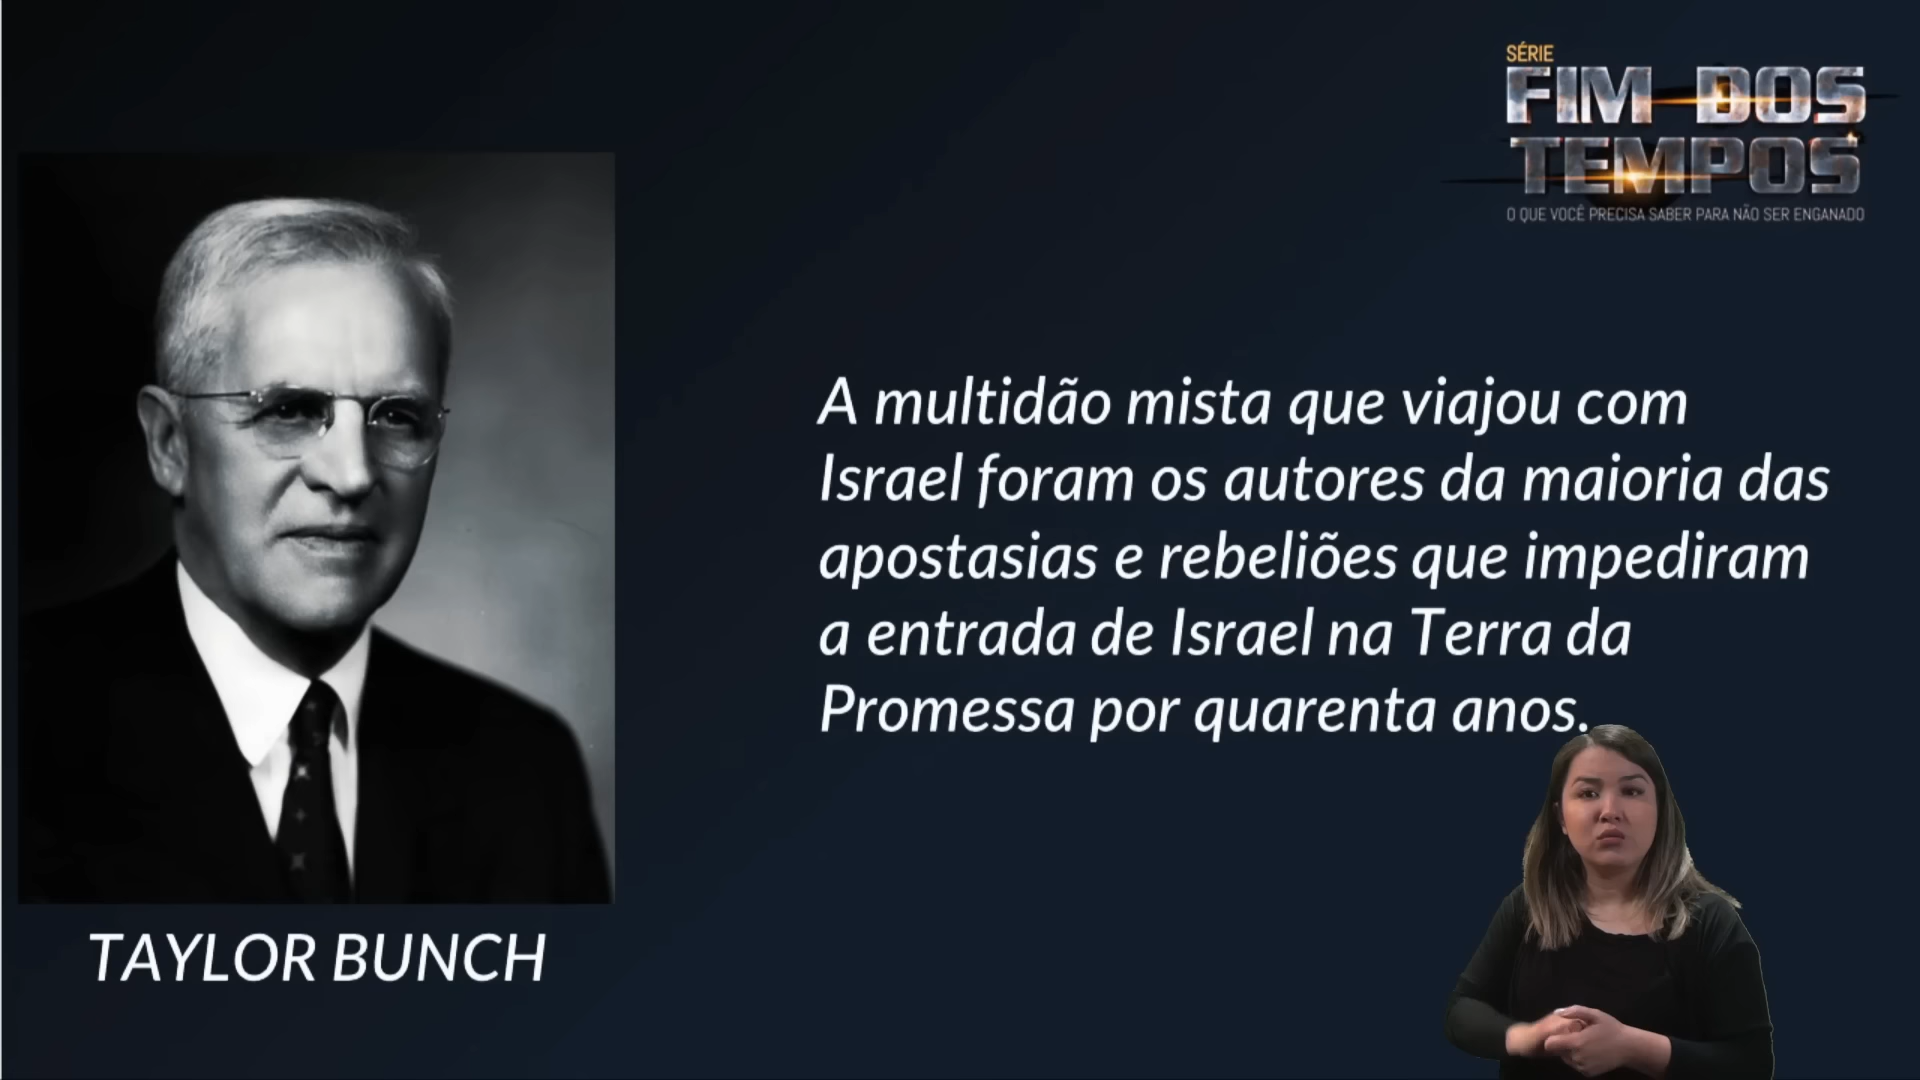 SÉRIE
FIM DOS
TEMPOS
O QUE VOCÊ PRECISA SABER PARA NÃO SER ENGANADO
A multidão mista que viajou com
Israel foram os autores da maioria das
apostasias e rebeliões que impediram
a entrada de Israel na Terra da
Promessa por quarenta anos.
TAYLOR BUNCH